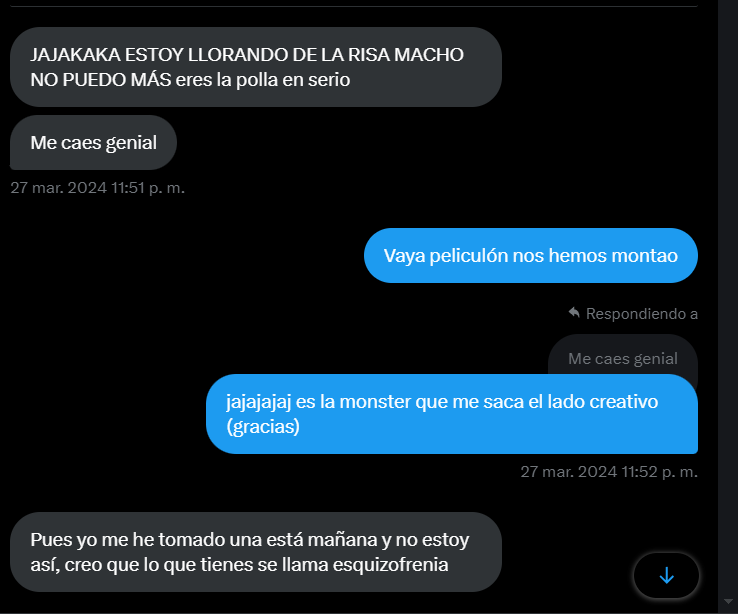 JAJAKAKA ESTOY LLORANDO DE LA RISA MACHO
NO PUEDO MÁS eres la polla en serio
Me caes genial
27 mar. 2024 11:51 p. m.
Vaya peliculón nos hemos montao
Respondiendo a
Me caes genial
jajajajaj es la monster que me saca el lado creativo
(gracias)
27 mar. 2024 11:52 p. m.
Pues yo me he tomado una está mañana y no estoy
así, creo que lo que tienes se llama esquizofrenia